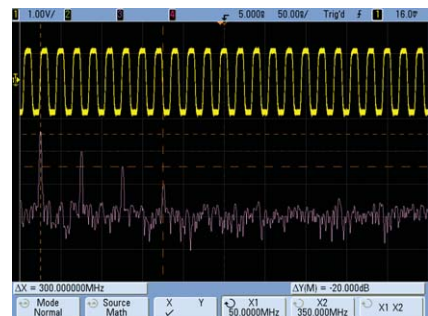 1 1.00V/ 2 3 4 5.000s 50.00s/ Trig'd 1 16.0V
ΔX = 300.000000MHz ΔY(M) = -20.000dB
Mode Normal Source Math X Y ✓ X1 50.0000MHz X2 350.000MHz X1 X2